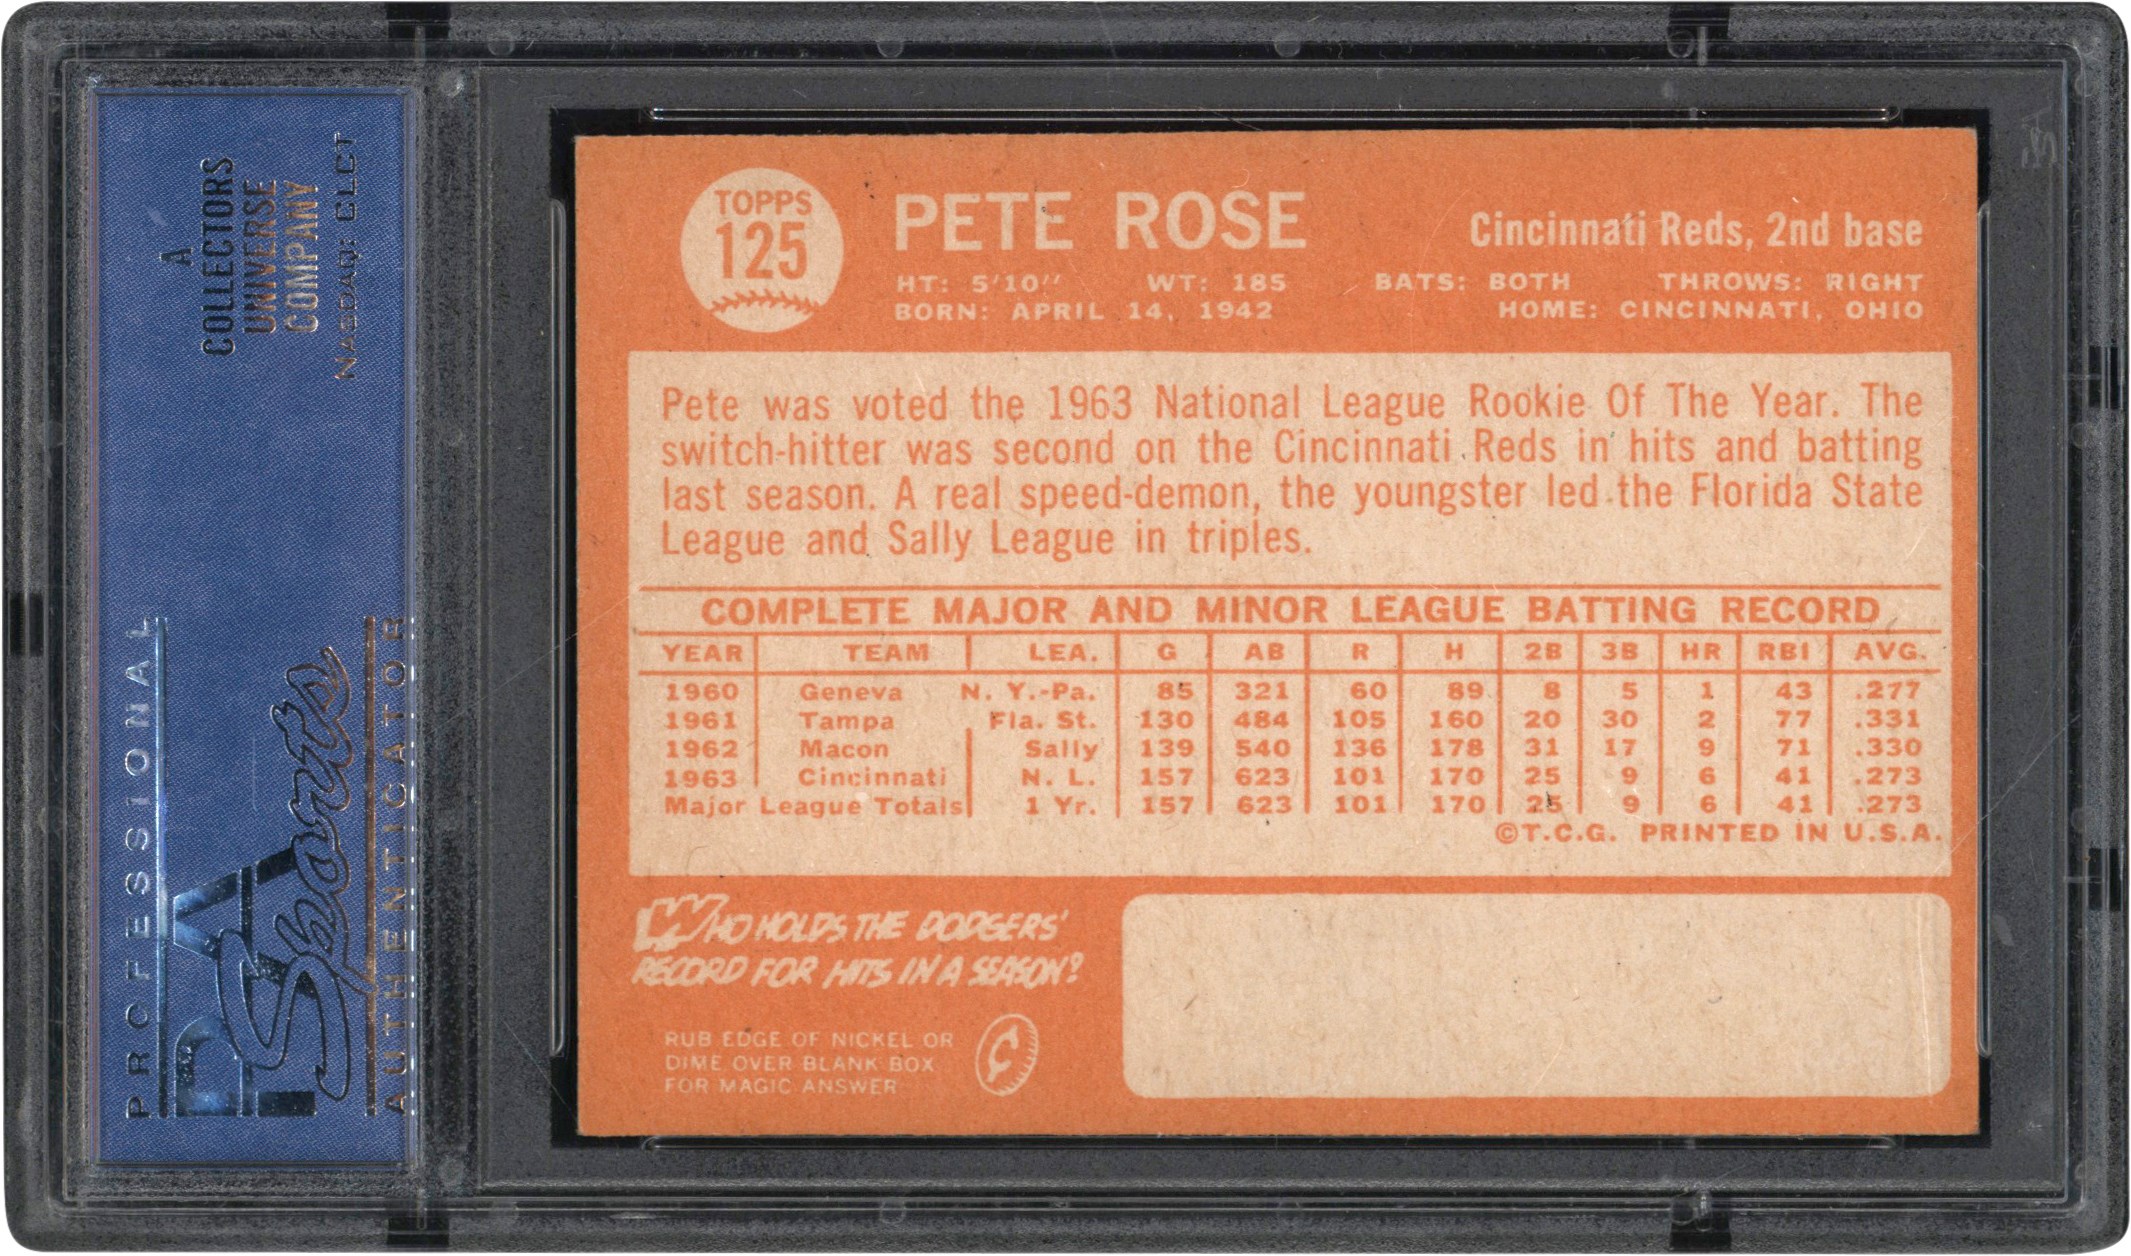 A
COLLECTORS
UNIVERSE
COMPANY
NASDAQ: CLCT
PROFESSIONAL
PSA
Sports
AUTHENTICATOR
TOPPS
125
PETE ROSE
Cincinnati Reds, 2nd base
HT: 5'10" WT: 185 BATS: BOTH THROWS: RIGHT
BORN: APRIL 14, 1942 HOME: CINCINNATI, OHIO
Pete was voted the 1963 National League Rookie Of The Year. The
switch-hitter was second on the Cincinnati Reds in hits and batting
last season. A real speed-demon, the youngster led the Florida State
League and Sally League in triples.
COMPLETE MAJOR AND MINOR LEAGUE BATTING RECORD
YEAR TEAM LEA. G AB R H 2B 3B HR RBI AVG.
1960 Geneva N. Y.-Pa. 85 321 60 89 8 5 1 43 .277
1961 Tampa Fla. St. 130 484 105 160 20 30 2 77 .331
1962 Macon Sally 139 540 136 178 31 17 9 71 .330
1963 Cincinnati N. L. 157 623 101 170 25 9 6 41 .273
Major League Totals 1 Yr. 157 623 101 170 25 9 6 41 .273
©T.C.G. PRINTED IN U.S.A.
WHO HOLDS THE DODGERS'
RECORD FOR HITS IN A SEASON?
RUB EDGE OF NICKEL OR
DIME OVER BLANK BOX
FOR MAGIC ANSWER